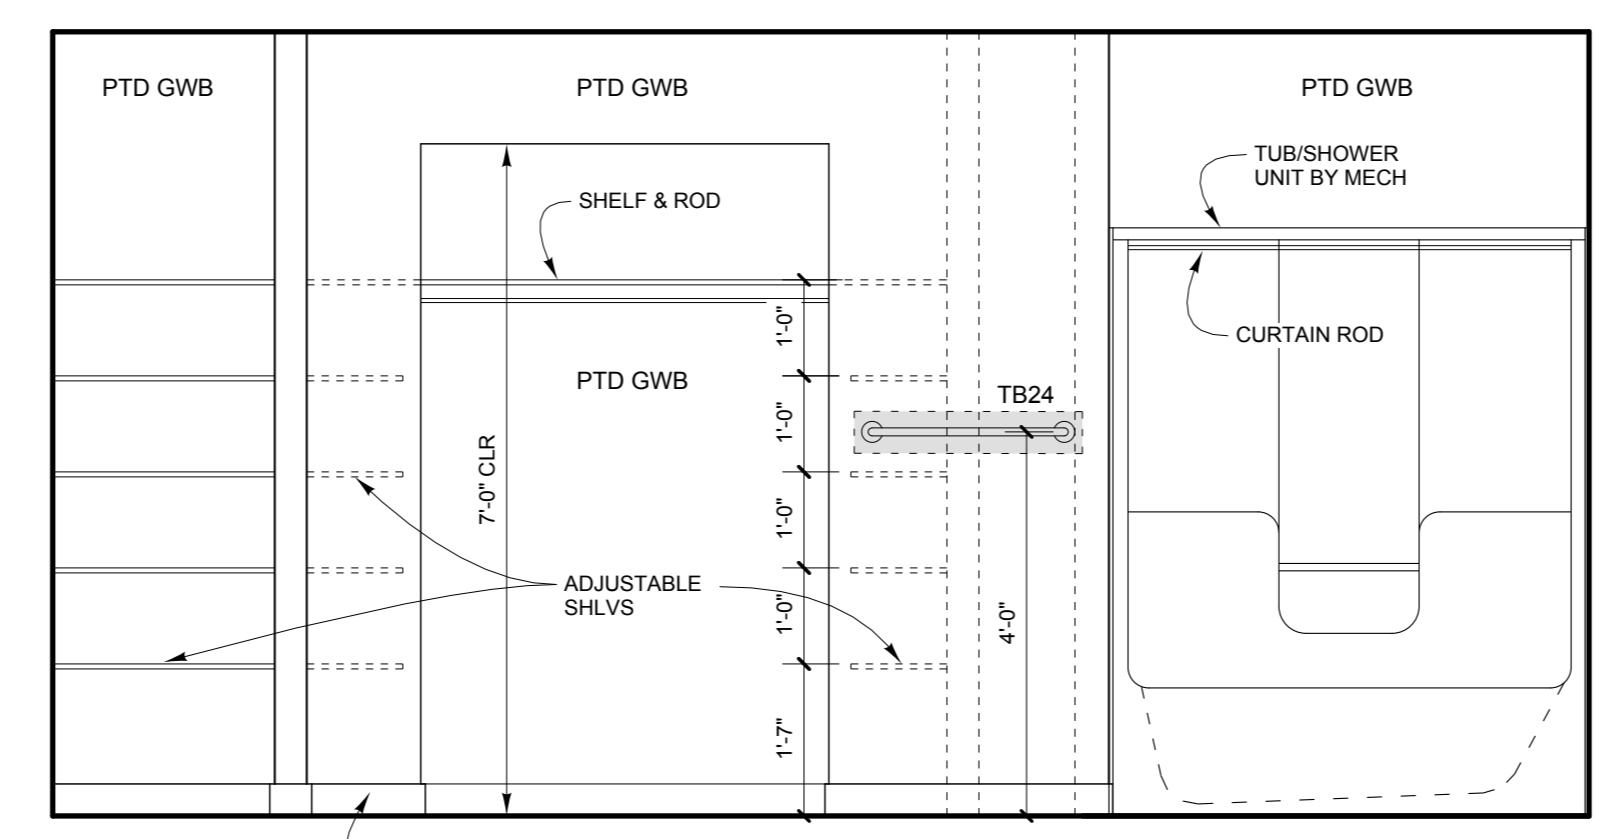 PTD GWB
PTD GWB
PTD GWB
TUB/SHOWER
UNIT BY MECH
SHELF & ROD
CURTAIN ROD
1'-0"
PTD GWB
TB24
1'-0"
7'-0" CLR
1'-0"
ADJUSTABLE
SHLVS
1'-0"
4'-0"
1'-7"